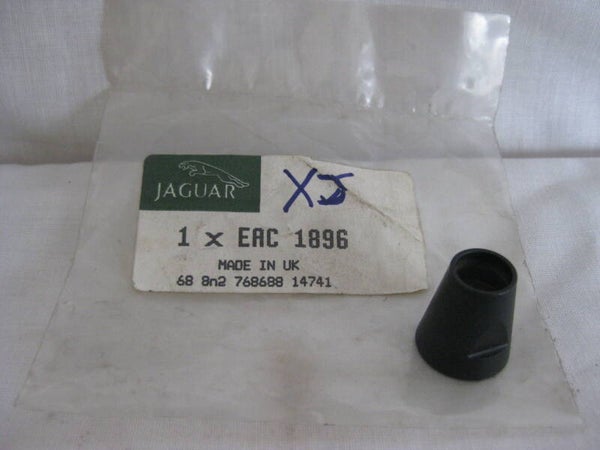 JAGUAR
XJ
1 x EAC 1896
MADE IN UK
68 8n2 768688 14741